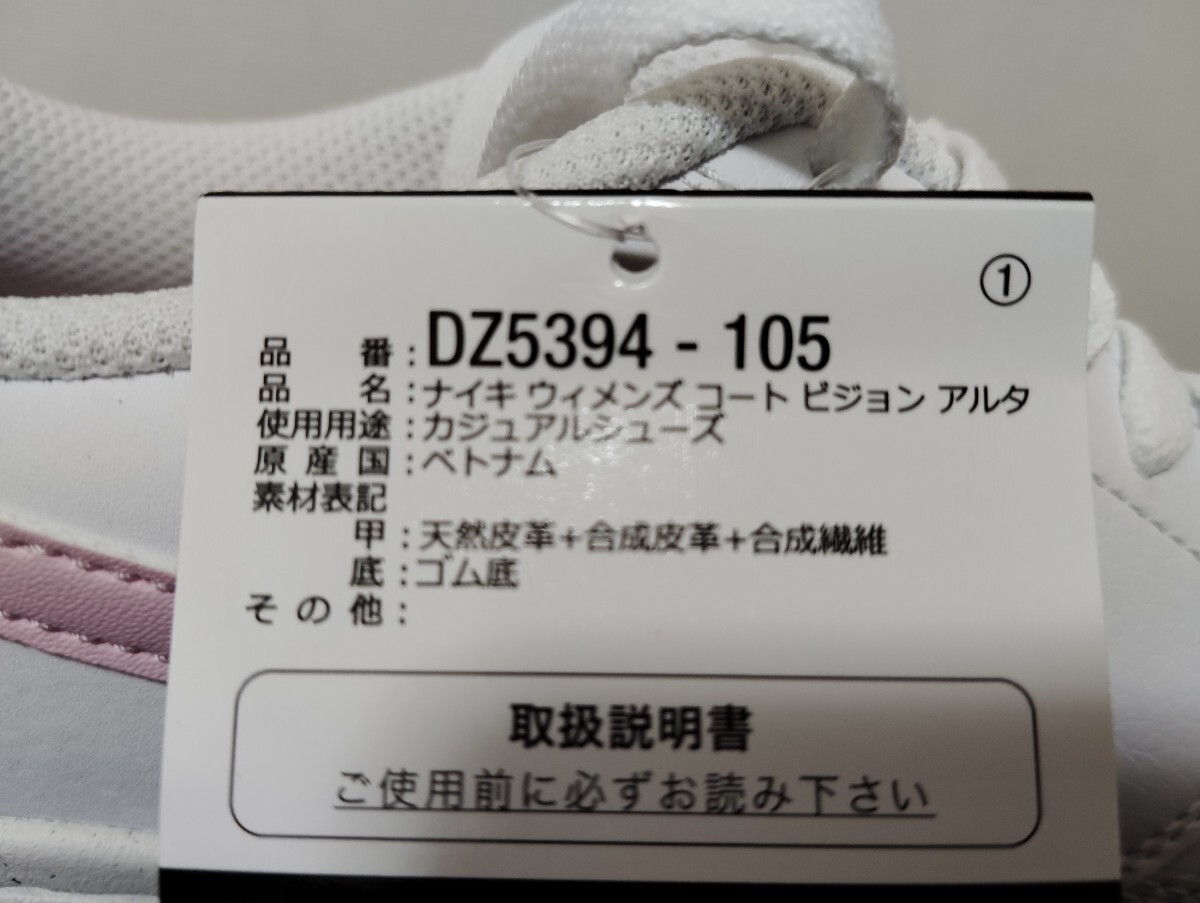 ①
品番:DZ5394-105
品名:ナイキ ウィメンズ コート ビジョン アルタ
使用用途:カジュアルシューズ
原産国:ベトナム
素材表記
甲:天然皮革+合成皮革+合成繊維
底:ゴム底
その他:
取扱説明書
ご使用前に必ずお読み下さい